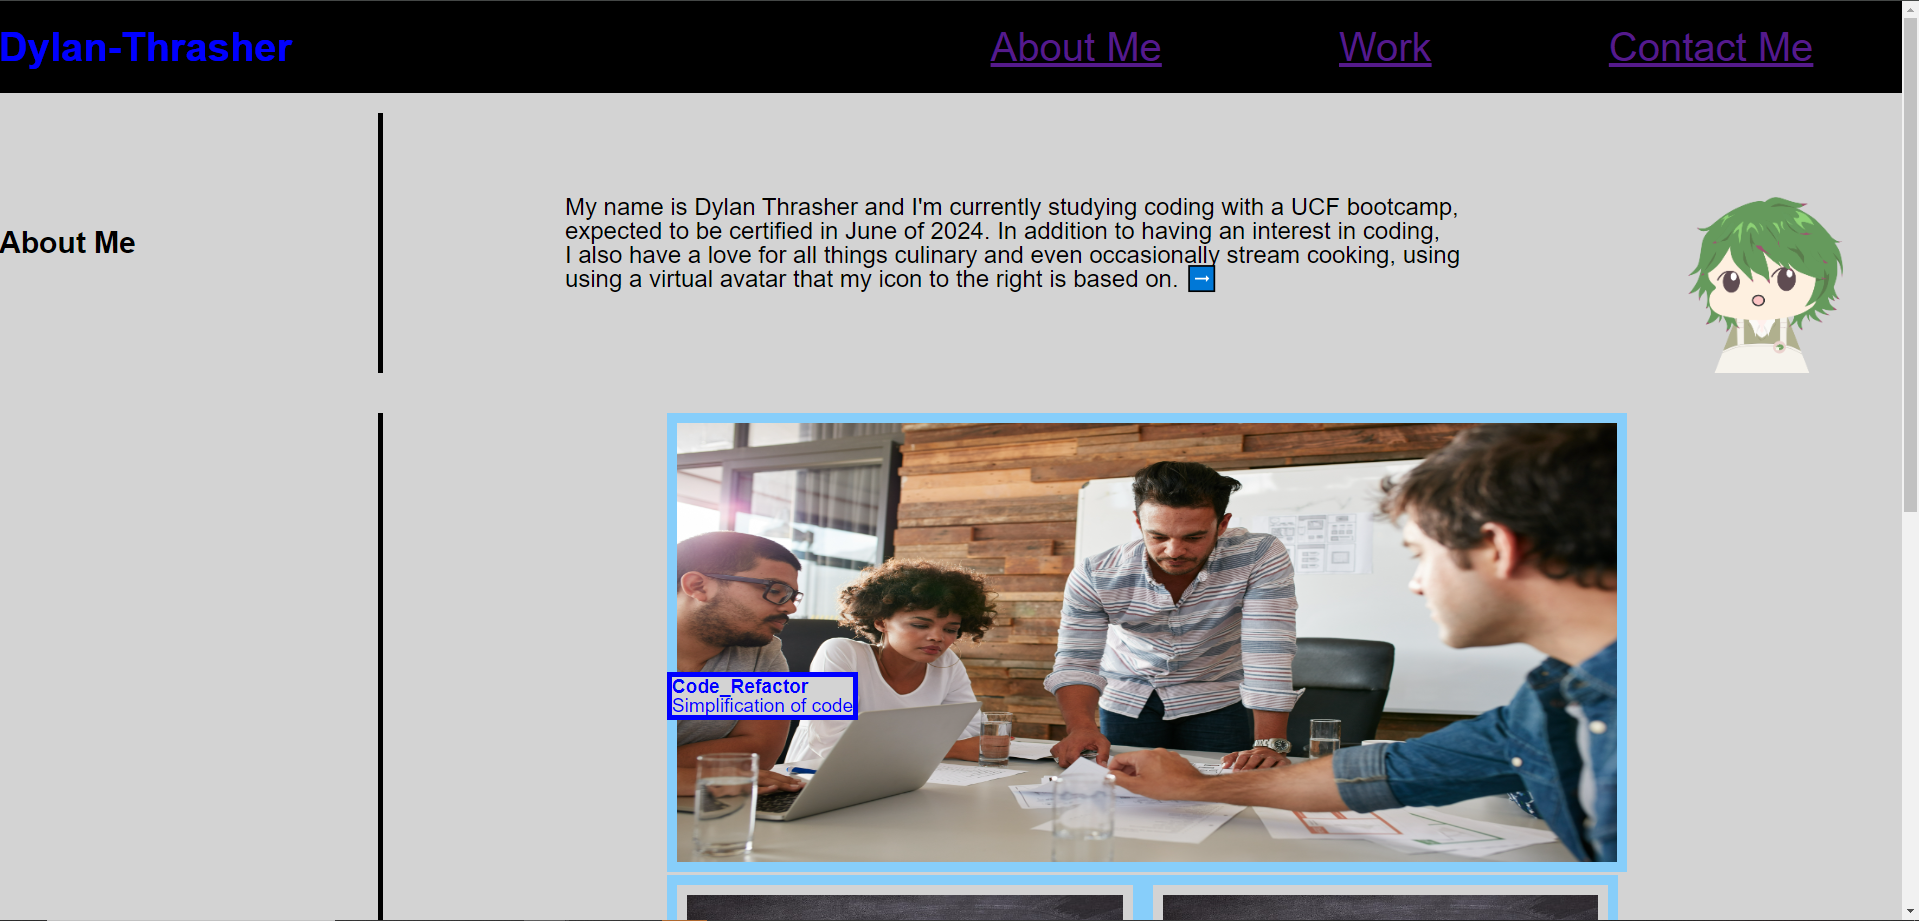 Dylan-Thrasher
About Me
Work
Contact Me
About Me
My name is Dylan Thrasher and I'm currently studying coding with a UCF bootcamp,
expected to be certified in June of 2024. In addition to having an interest in coding,
I also have a love for all things culinary and even occasionally stream cooking, using
using a virtual avatar that my icon to the right is based on. ➡
Code_Refactor
Simplification of code